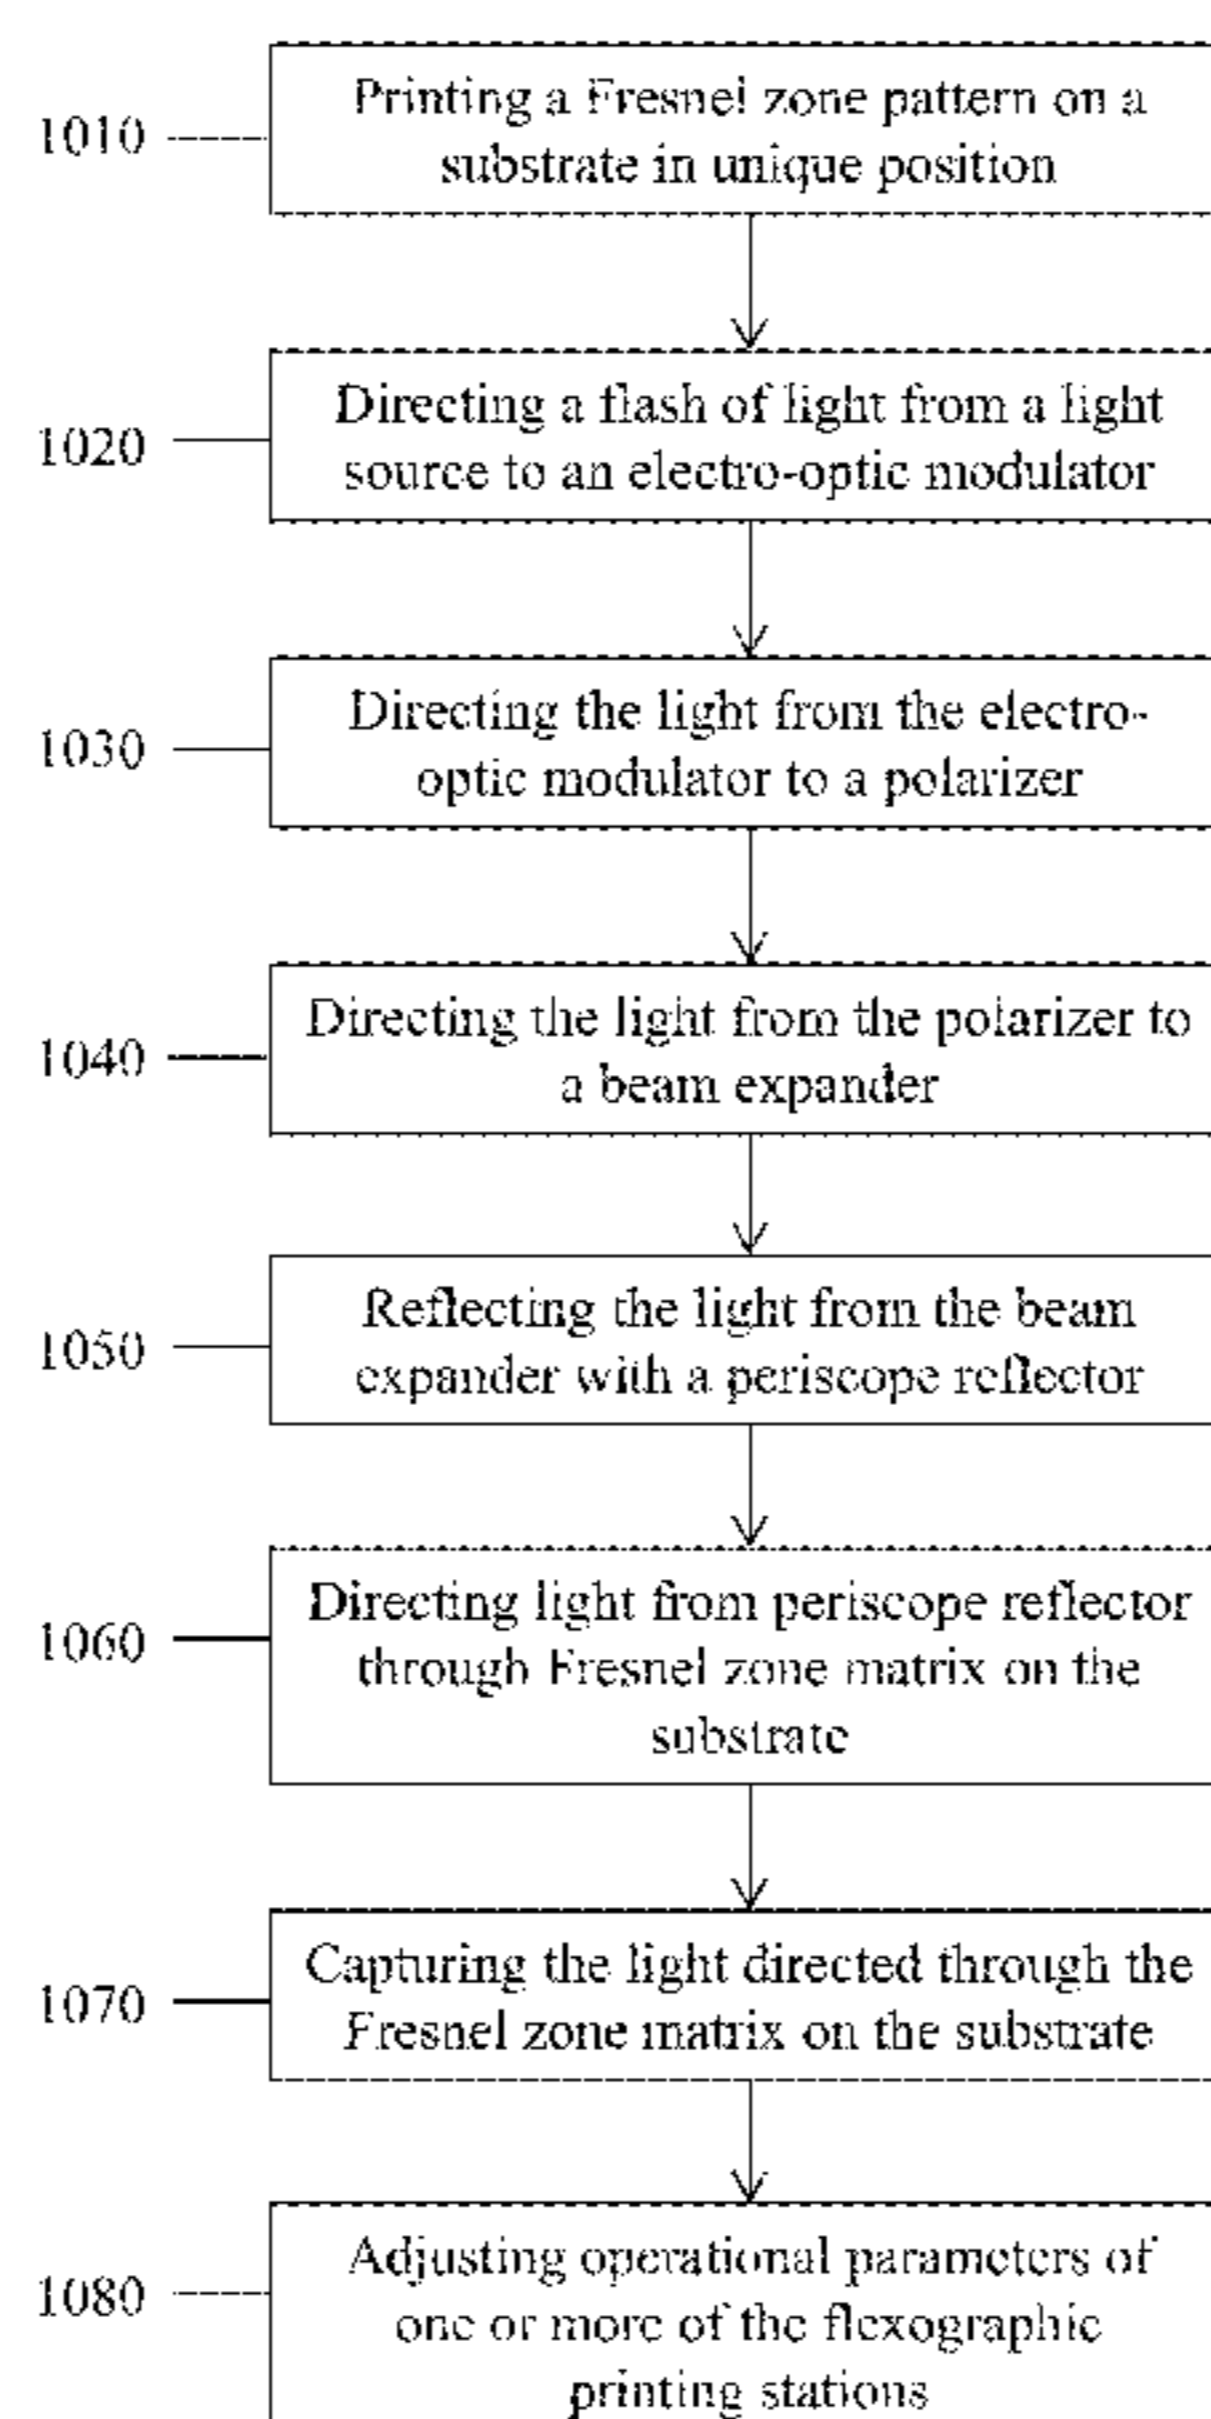 1010
Printing a Fresnel zone pattern on a
substrate in unique position
1020
Directing a flash of light from a light
source to an electro-optic modulator
1030
Directing the light from the electro-
optic modulator to a polarizer
1040
Directing the light from the polarizer to
a beam expander
1050
Reflecting the light from the beam
expander with a periscope reflector
1060
Directing light from periscope reflector
through Fresnel zone matrix on the
substrate
1070
Capturing the light directed through the
Fresnel zone matrix on the substrate
1080
Adjusting operational parameters of
one or more of the flexographic
printing stations